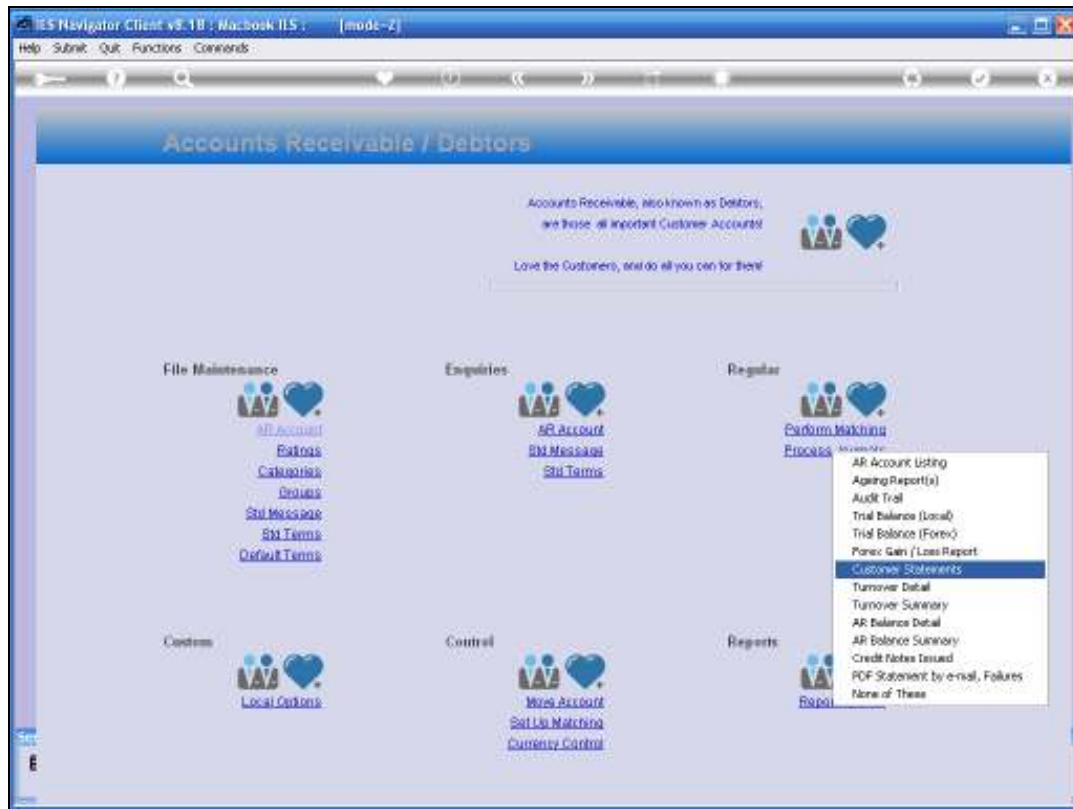 IES Navigator Client v8.1B : Macbook ILS : [mode-Z]
Help Submit Quit Functions Commands
Accounts Receivable / Debtors
Accounts Receivable, also known as Debtors,
are those all important Customer Accounts!
Love the Customers, and do all you can for them!
File Maintenance
AR Account
Ratings
Categories
Groups
Std Message
Std Terms
Default Terms
Enquiries
AR Account
Std Message
Std Terms
Regular
Perform Matching
Process
AR Account Listing
Ageing Report(s)
Audit Trail
Trial Balance (Local)
Trial Balance (Forex)
Forex Gain / Loss Report
Customer Statements
Turnover Detail
Turnover Summary
AR Balance Detail
AR Balance Summary
Credit Notes Issued
PDF Statement by e-mail, Failures
None of These
Custom
Local Options
Control
Move Account
Set Up Matching
Currency Control
Reports